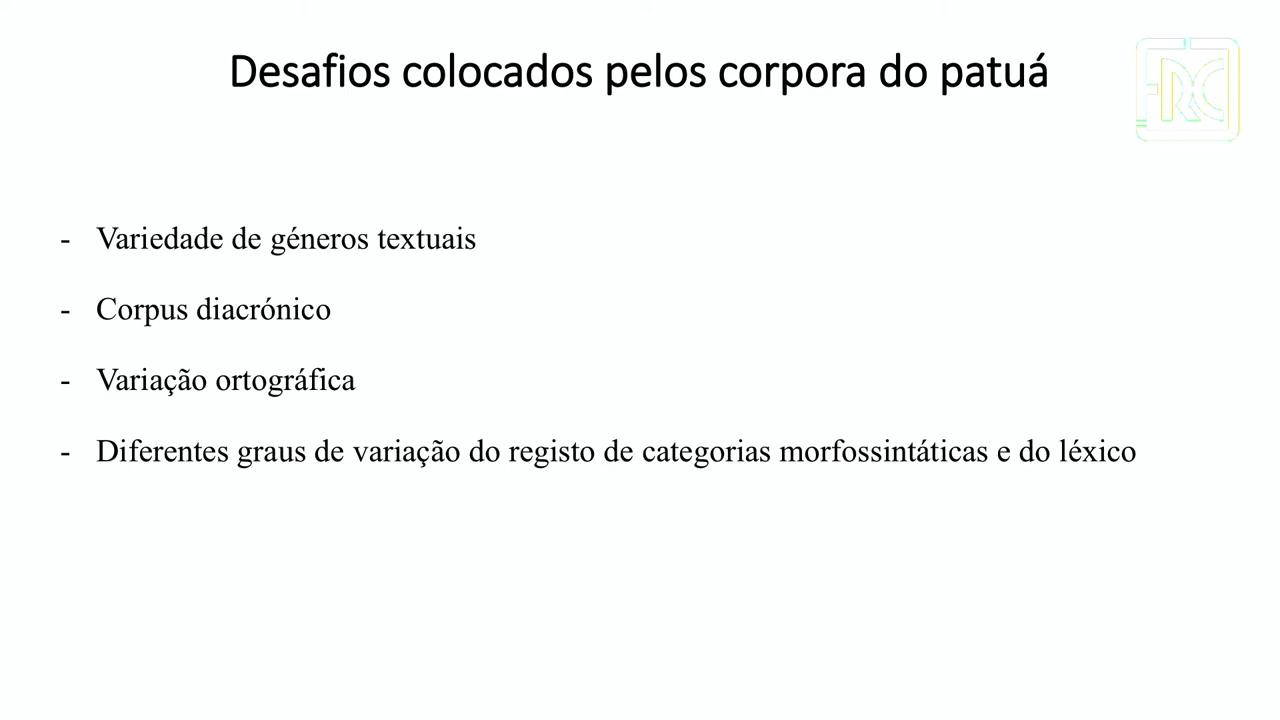 Desafios colocados pelos corpora do patuá
- Variedade de géneros textuais
- Corpus diacrónico
- Variação ortográfica
- Diferentes graus de variação do registo de categorias morfossintáticas e do léxico